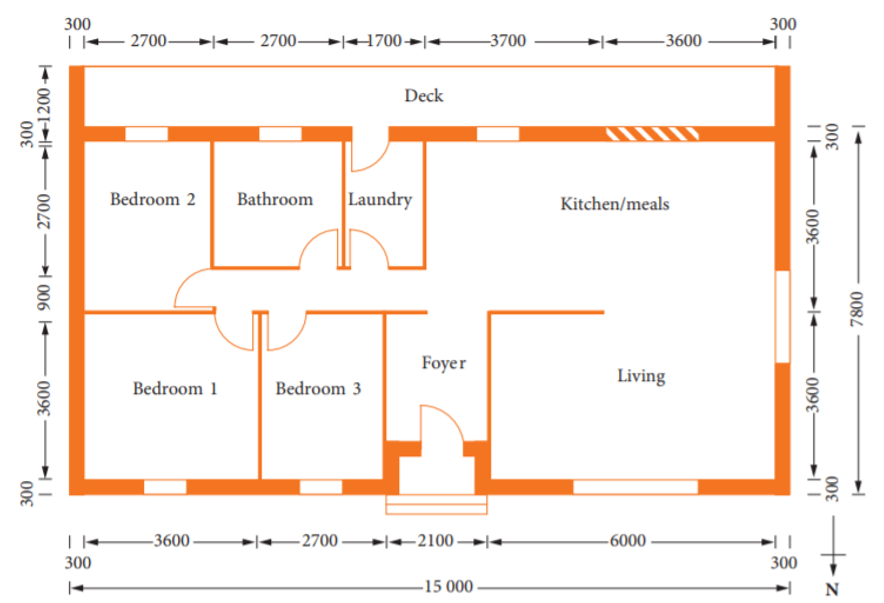 300
300
2700
2700
1700
3700
3600
Deck
1200
300
300
Bedroom 2
Bathroom
Laundry
Kitchen/meals
2700
3600
900
7800
Foyer
Living
Bedroom 1
Bedroom 3
3600
3600
300
300
3600
2700
2100
6000
300
300
15 000
N